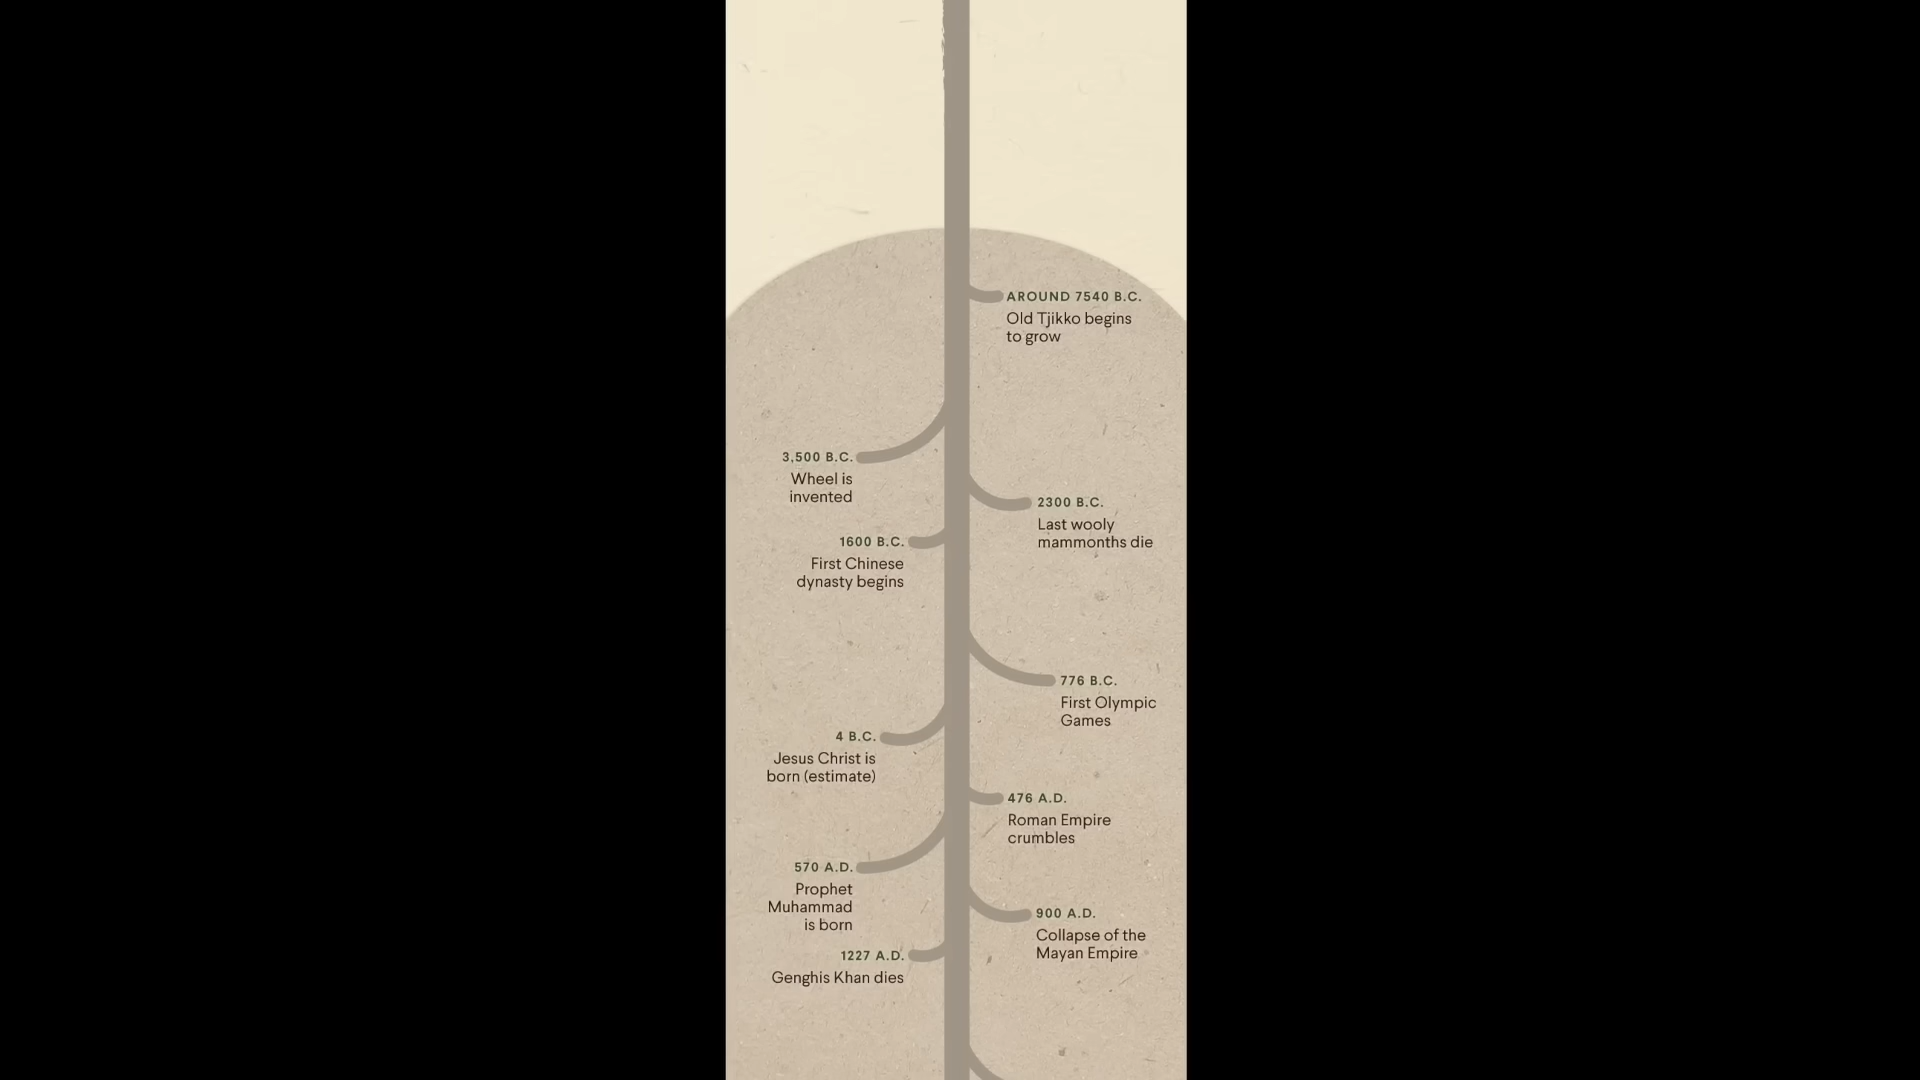 AROUND 7540 B.C.
Old Tjikko begins
to grow
3,500 B.C.
Wheel is
invented
2300 B.C.
Last wooly
mammonths die
1600 B.C.
First Chinese
dynasty begins
776 B.C.
First Olympic
Games
4 B.C.
Jesus Christ is
born (estimate)
476 A.D.
Roman Empire
crumbles
570 A.D.
Prophet
Muhammad
is born
900 A.D.
Collapse of the
Mayan Empire
1227 A.D.
Genghis Khan dies